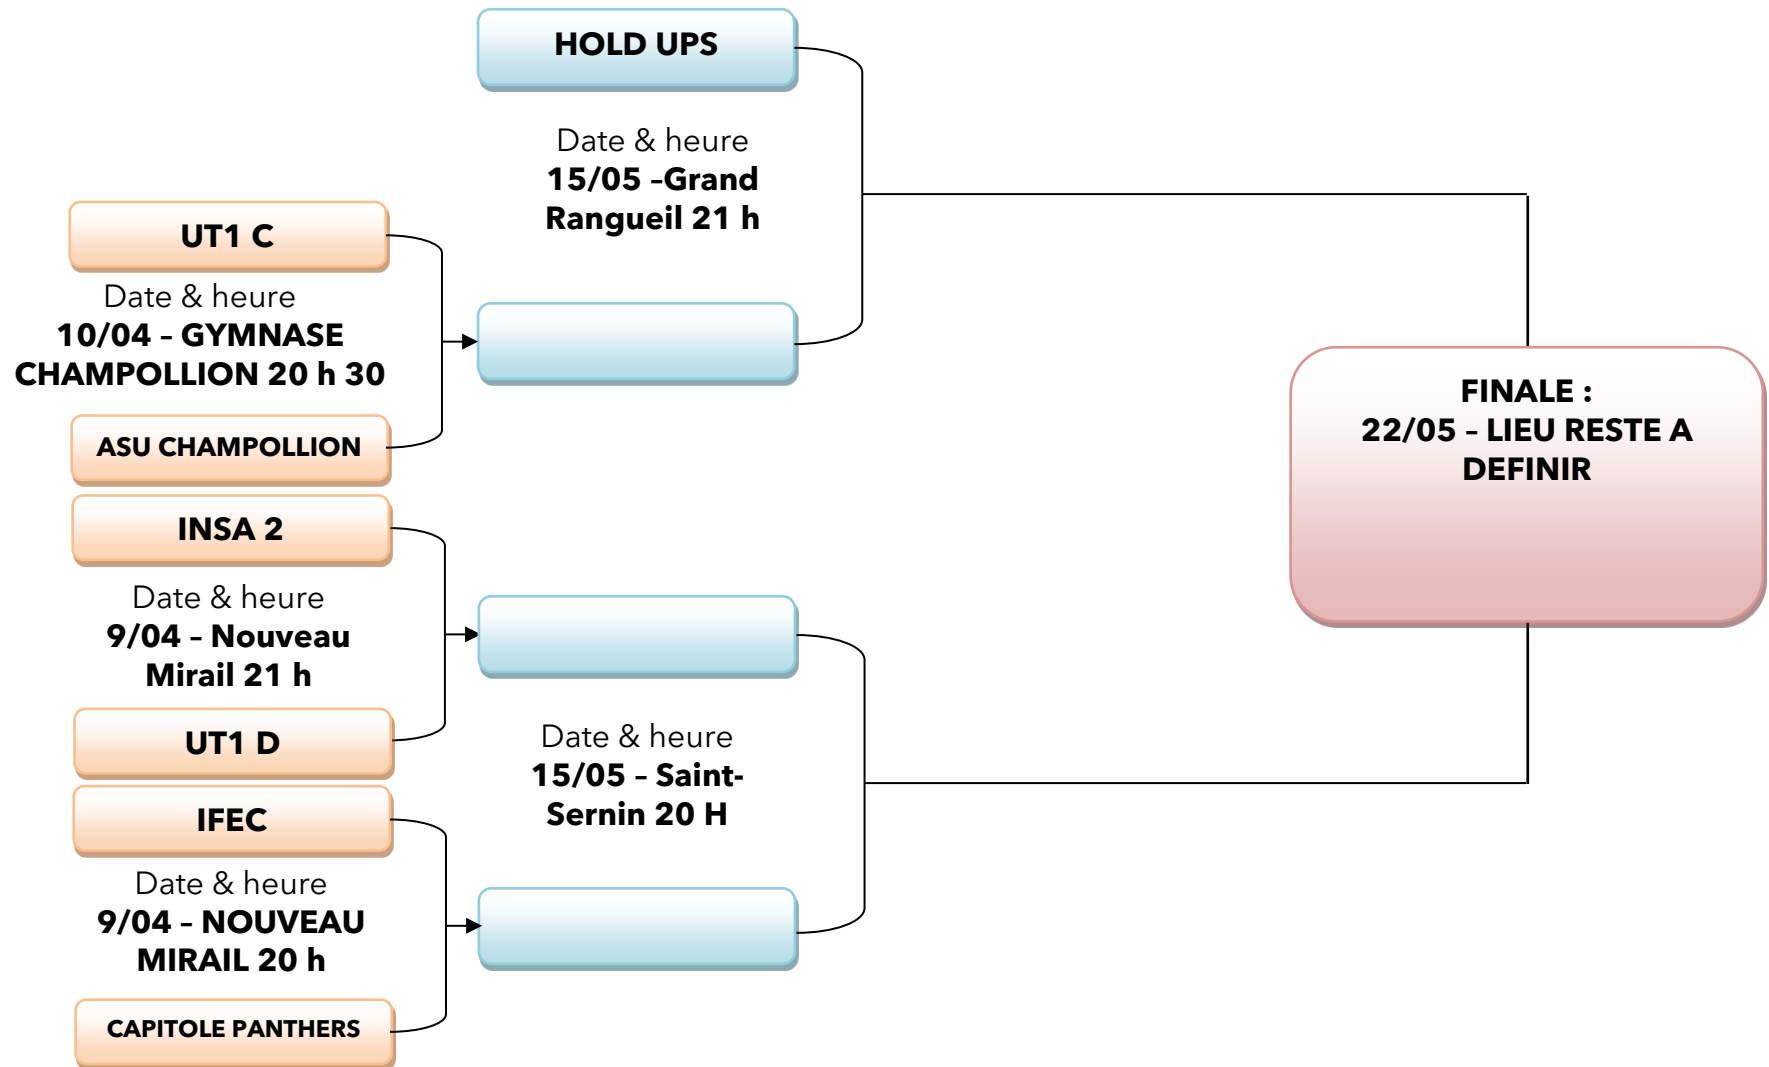 HOLD UPS
Date & heure
15/05 –Grand
Rangueil 21 h
UT1 C
Date & heure
10/04 – GYMNASE
CHAMPOLLION 20 h 30
ASU CHAMPOLLION
INSA 2
Date & heure
9/04 – Nouveau
Mirail 21 h
UT1 D
Date & heure
15/05 – Saint-
Sernin 20 H
IFEC
Date & heure
9/04 – NOUVEAU
MIRAIL 20 h
CAPITOLE PANTHERS
FINALE :
22/05 – LIEU RESTE A
DEFINIR